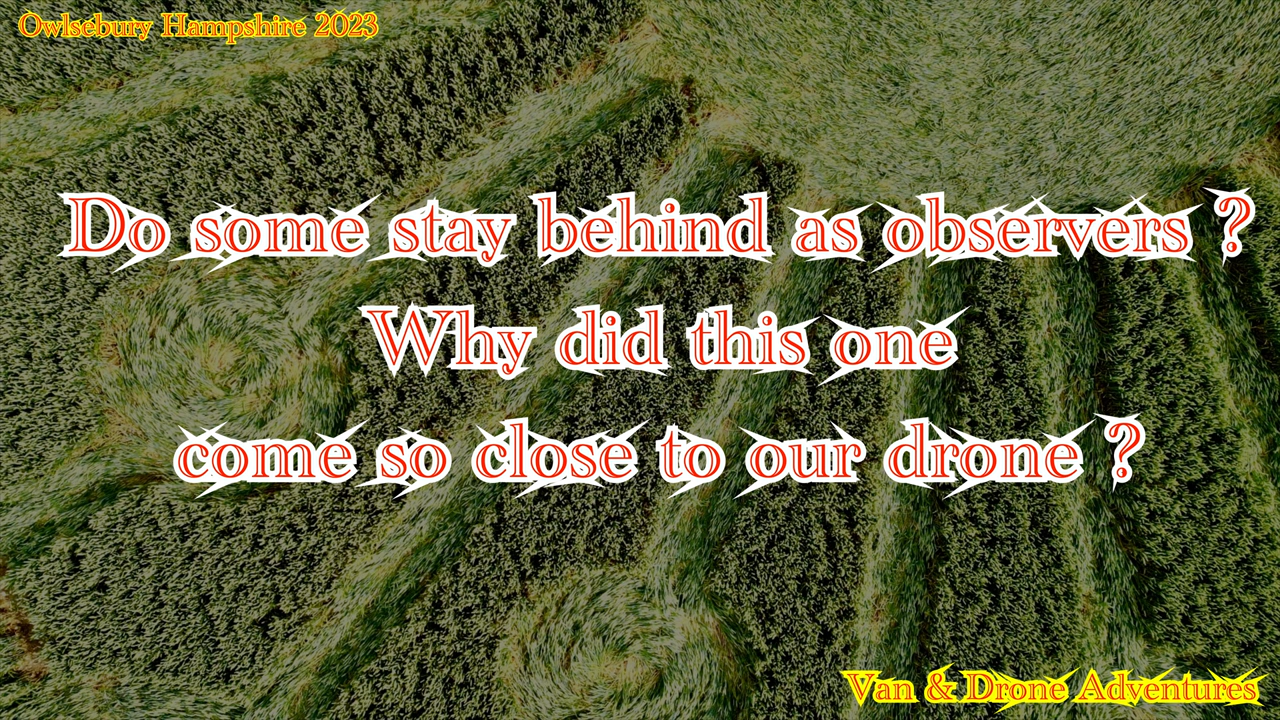 Owlsebury Hampshire 2023
Do some stay behind as observers ?
Why did this one
come so close to our drone ?
Van & Drone Adventures